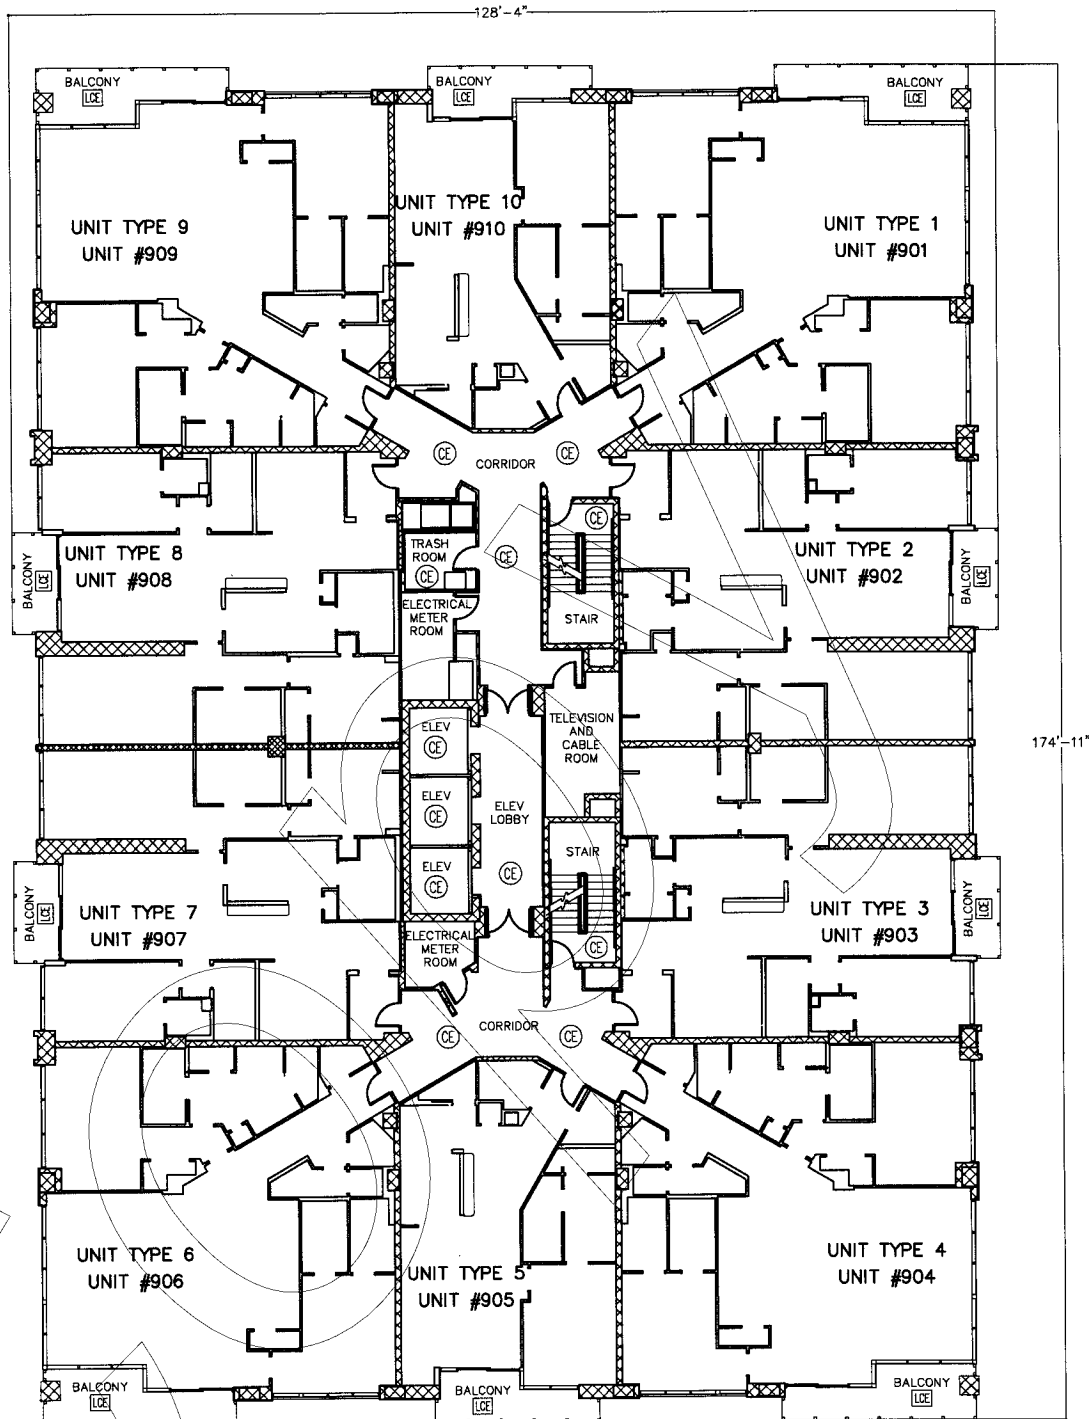 128'-4"
BALCONY
LCE
BALCONY
LCE
BALCONY
LCE
UNIT TYPE 9
UNIT #909
UNIT TYPE 10
UNIT #910
UNIT TYPE 1
UNIT #901
CE
CORRIDOR
CE
CE
TRASH
ROOM
CE
CE
UNIT TYPE 8
UNIT #908
UNIT TYPE 2
UNIT #902
BALCONY
LCE
BALCONY
LCE
ELECTRICAL
METER
ROOM
STAIR
ELEV
CE
TELEVISION
AND
CABLE
ROOM
174'-11"
ELEV
CE
ELEV
LOBBY
ELEV
CE
CE
STAIR
BALCONY
LCE
BALCONY
LCE
UNIT TYPE 7
UNIT #907
UNIT TYPE 3
UNIT #903
ELECTRICAL
METER
ROOM
CE
CE
CORRIDOR
CE
UNIT TYPE 6
UNIT #906
UNIT TYPE 5
UNIT #905
UNIT TYPE 4
UNIT #904
BALCONY
LCE
BALCONY
LCE
BALCONY
LCE